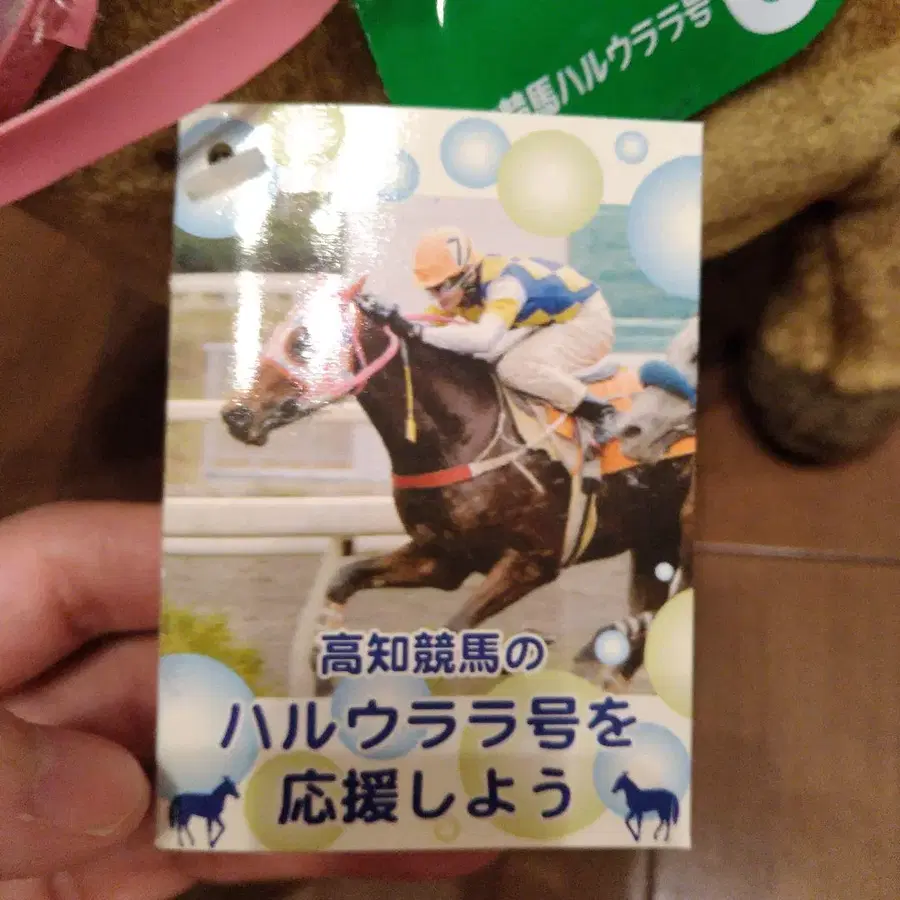 競馬ハルウララ号
7
高知競馬の
ハルウララ号を
応援しよう